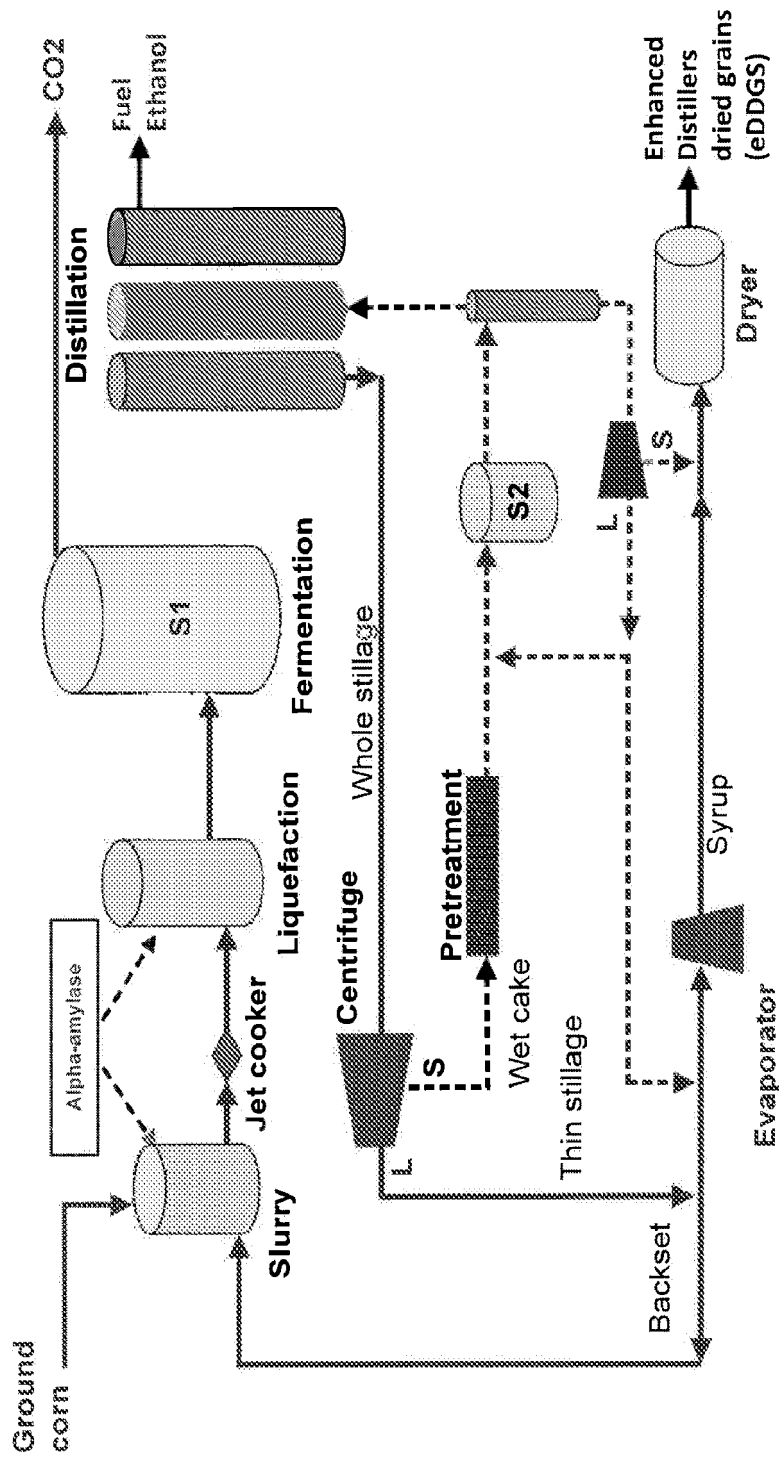 Ground
corn
Alpha-amylase
Slurry
Jet cooker
Liquefaction
S1
Fermentation
CO2
Distillation
Fuel
Ethanol
Whole stillage
Centrifuge
L
S
Wet cake
Pretreatment
S2
Thin stillage
L
S
Backset
Evaporator
Syrup
Dryer
Enhanced
Distillers
dried grains
(eDDGS)